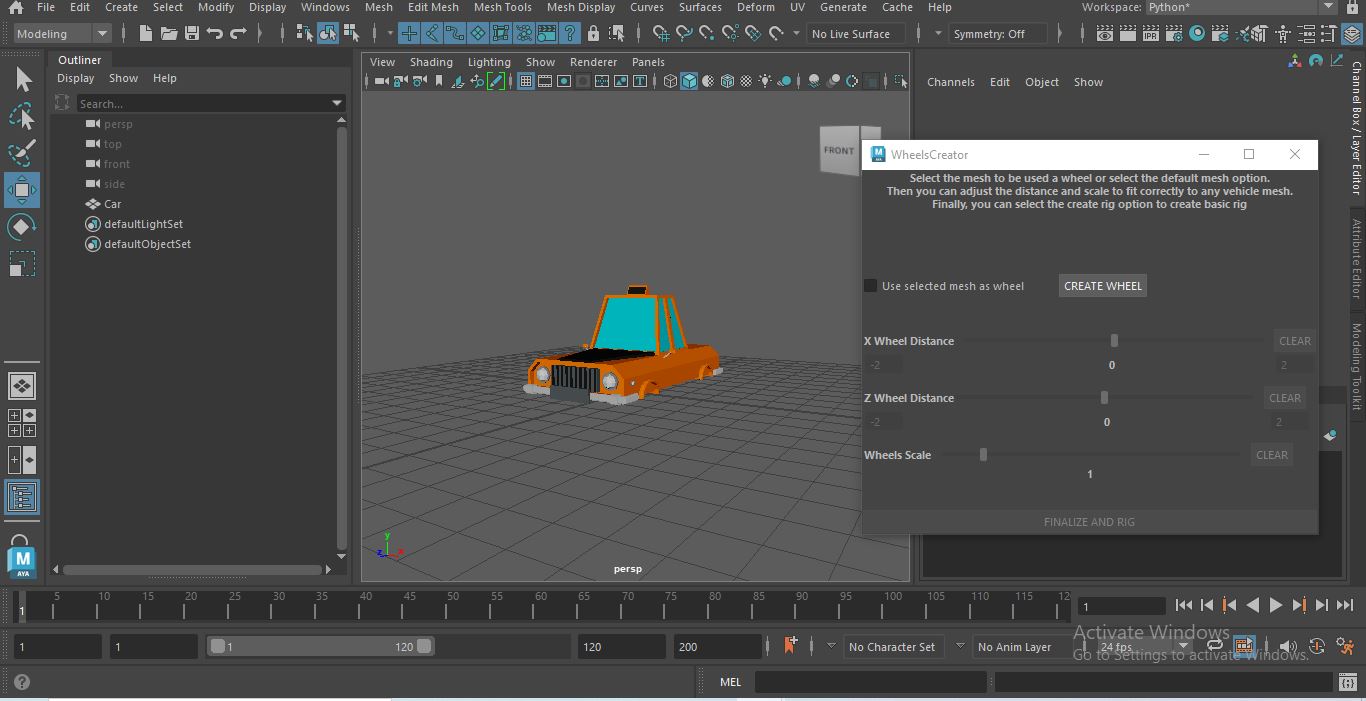 File Edit Create Select Modify Display Windows Mesh Edit Mesh Mesh Tools Mesh Display Curves Surfaces Deform UV Generate Cache Help Workspace: Python*
Modeling No Live Surface Symmetry: Off
IPR
Outliner
Display Show Help
Search...
persp
top
front
side
Car
defaultLightSet
defaultObjectSet
View Shading Lighting Show Renderer Panels
FRONT
y
z x
persp
Channels Edit Object Show
Channel Box / Layer Editor
Attribute Editor
Modeling Toolkit
M
AYA
WheelsCreator
Select the mesh to be used a wheel or select the default mesh option.
Then you can adjust the distance and scale to fit correctly to any vehicle mesh.
Finally, you can select the create rig option to create basic rig
Use selected mesh as wheel CREATE WHEEL
X Wheel Distance CLEAR
-2 0 2
Z Wheel Distance CLEAR
-2 0 2
Wheels Scale CLEAR
1
FINALIZE AND RIG
M
AYA
1 5 10 15 20 25 30 35 40 45 50 55 60 65 70 75 80 85 90 95 100 105 110 115 12 1
1 1 1 120 120 200 No Character Set No Anim Layer 24 fps
Activate Windows
Go to Settings to activate Windows.
MEL